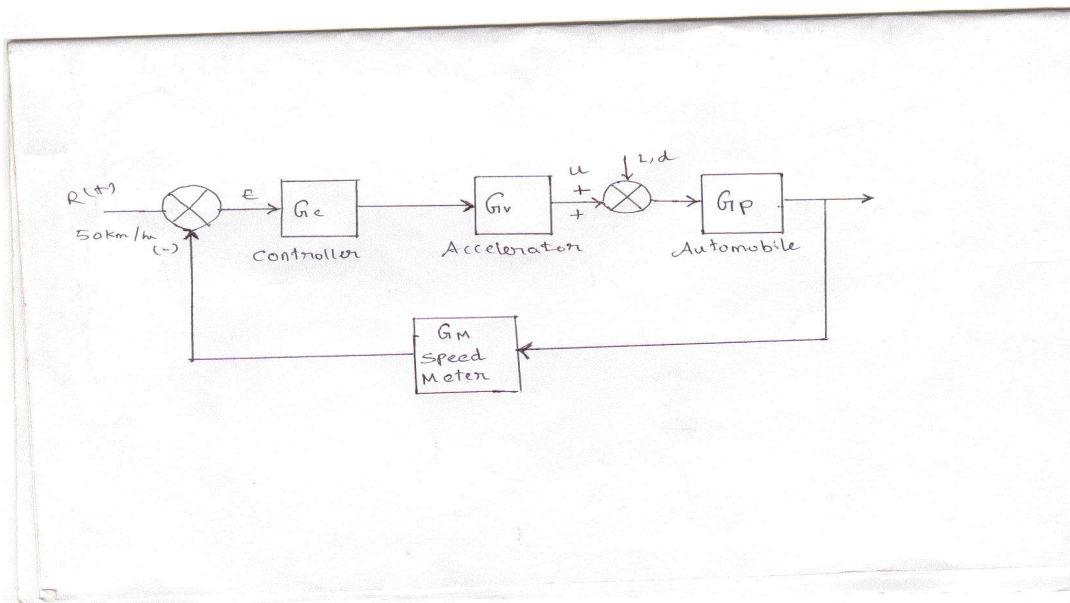 R(+)
50km/hr
(-)
E
Gc
Controller
Gv
Accelerator
u
+
+
L,d
Gp
Automobile
GM
Speed
Meter